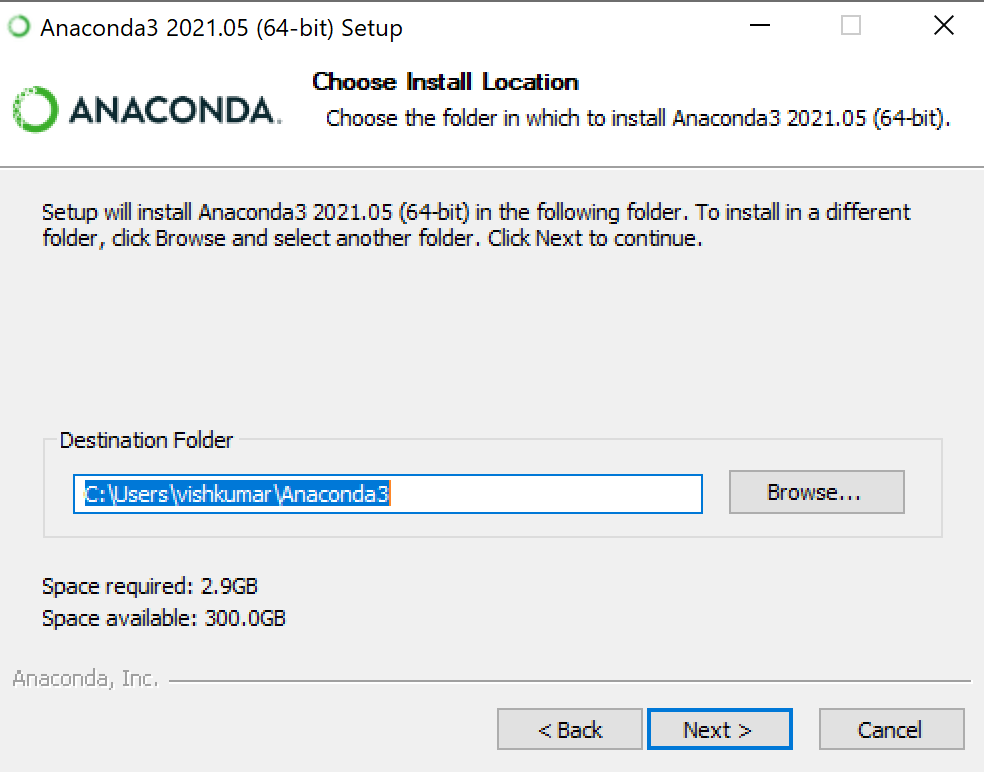 Anaconda3 2021.05 (64-bit) Setup
ANACONDA.
Choose Install Location
Choose the folder in which to install Anaconda3 2021.05 (64-bit).
Setup will install Anaconda3 2021.05 (64-bit) in the following folder. To install in a different
folder, click Browse and select another folder. Click Next to continue.
Destination Folder
C:\Users\vishkumar\Anaconda3
Browse...
Space required: 2.9GB
Space available: 300.0GB
Anaconda, Inc.
< Back
Next >
Cancel